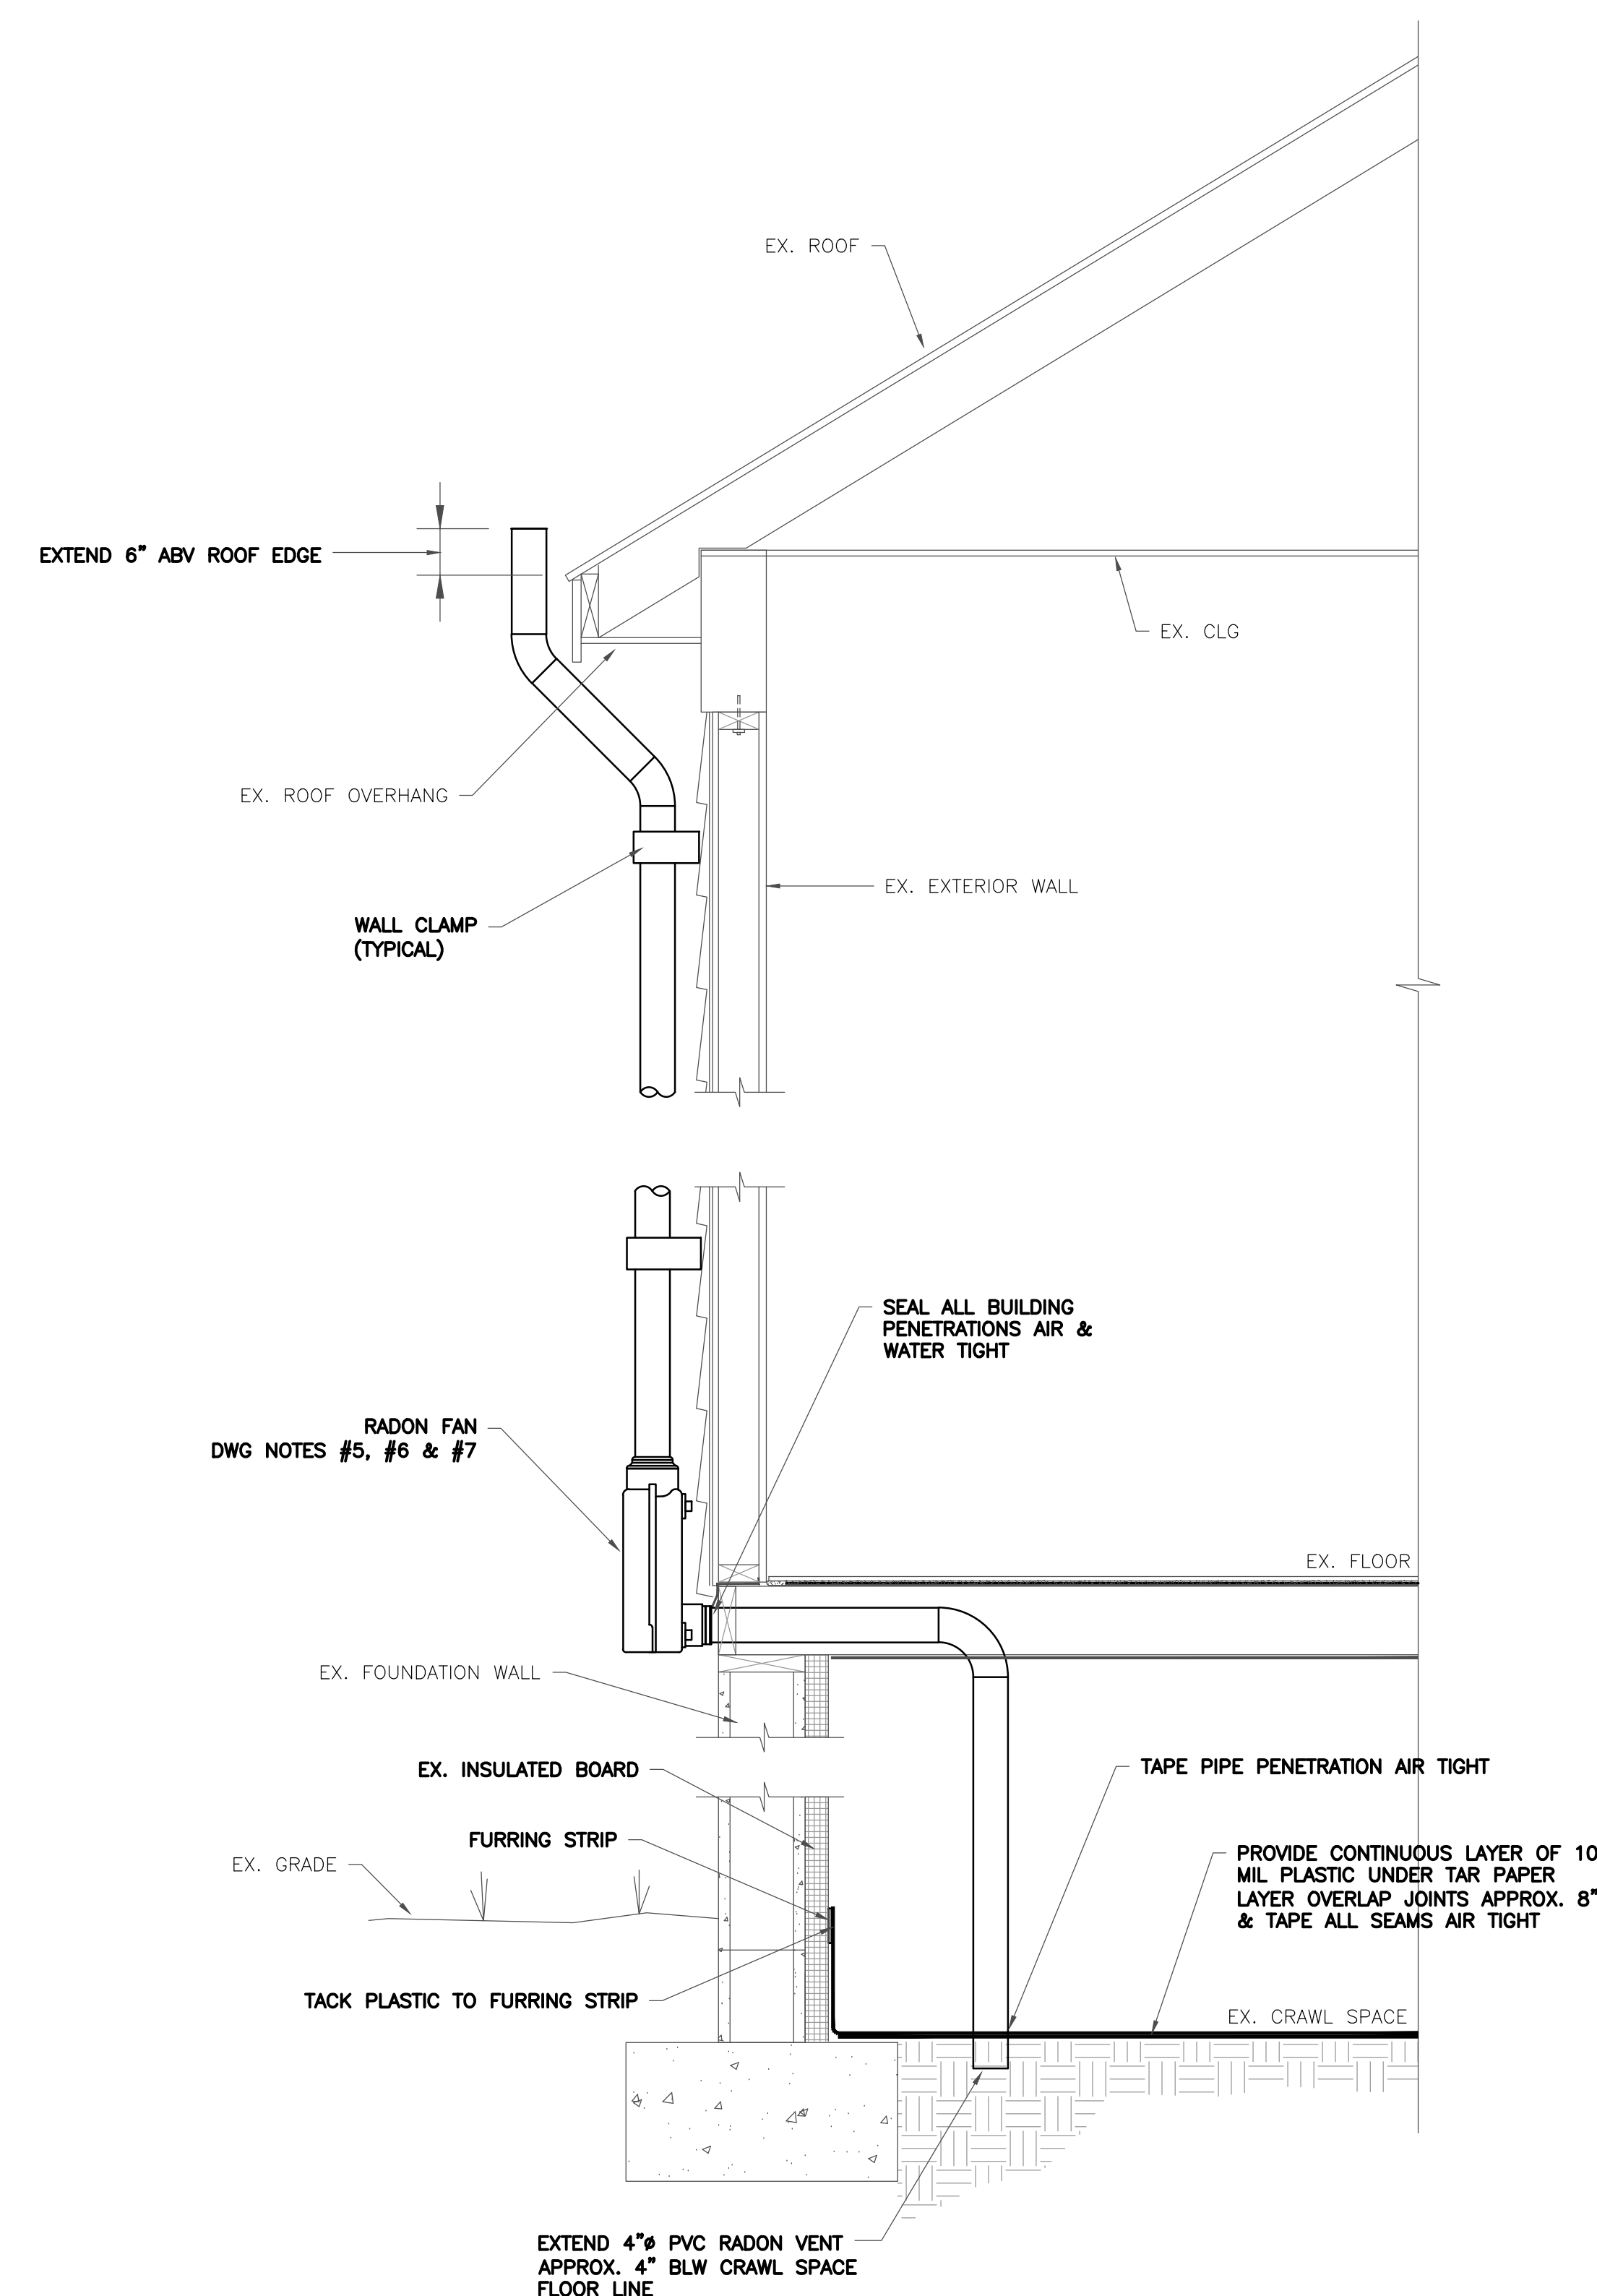 EX. ROOF
EXTEND 6" ABV ROOF EDGE
EX. CLG
EX. ROOF OVERHANG
EX. EXTERIOR WALL
WALL CLAMP
(TYPICAL)
SEAL ALL BUILDING
PENETRATIONS AIR &
WATER TIGHT
RADON FAN
DWG NOTES #5, #6 & #7
EX. FLOOR
EX. FOUNDATION WALL
EX. INSULATED BOARD
TAPE PIPE PENETRATION AIR TIGHT
FURRING STRIP
EX. GRADE
PROVIDE CONTINUOUS LAYER OF 10
MIL PLASTIC UNDER TAR PAPER
LAYER OVERLAP JOINTS APPROX. 8"
& TAPE ALL SEAMS AIR TIGHT
TACK PLASTIC TO FURRING STRIP
EX. CRAWL SPACE
EXTEND 4"ø PVC RADON VENT
APPROX. 4" BLW CRAWL SPACE
FLOOR LINE